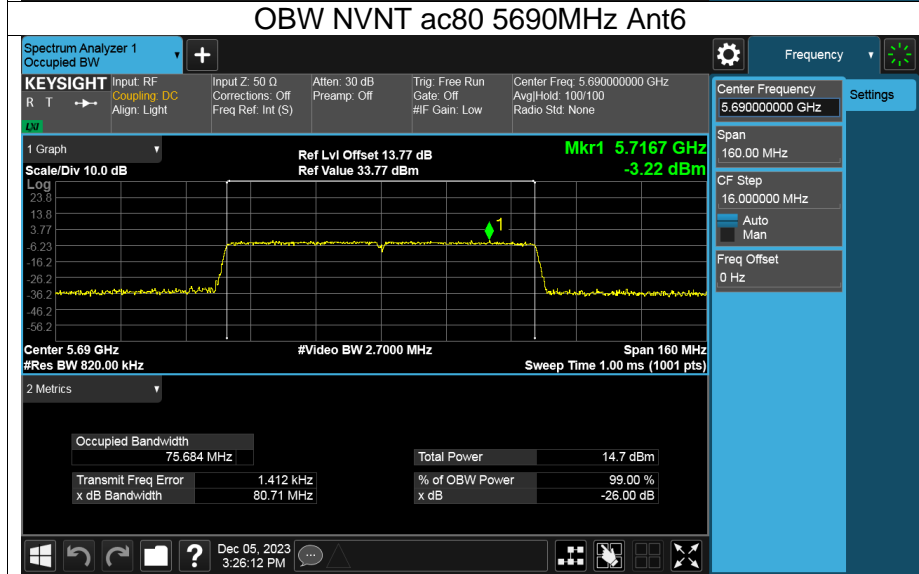 OBW NVNT ac80 5690MHz Ant6
Spectrum Analyzer 1
Occupied BW
+
Frequency
KEYSIGHT
R T
LXI
Input: RF
Coupling: DC
Align: Light
Input Z: 50 Ω
Corrections: Off
Freq Ref: Int (S)
Atten: 30 dB
Preamp: Off
Trig: Free Run
Gate: Off
#IF Gain: Low
Center Freq: 5.690000000 GHz
Avg|Hold: 100/100
Radio Std: None
Center Frequency
5.690000000 GHz
Settings
Span
160.00 MHz
CF Step
16.000000 MHz
Auto
Man
Freq Offset
0 Hz
1 Graph
Scale/Div 10.0 dB
Ref Lvl Offset 13.77 dB
Ref Value 33.77 dBm
Mkr1 5.7167 GHz
-3.22 dBm
Log
23.8
13.8
3.77
-6.23
-16.2
-26.2
-36.2
-46.2
-56.2
1
Center 5.69 GHz
#Res BW 820.00 kHz
#Video BW 2.7000 MHz
Span 160 MHz
Sweep Time 1.00 ms (1001 pts)
2 Metrics
Occupied Bandwidth
75.684 MHz
Total Power 14.7 dBm
Transmit Freq Error 1.412 kHz
% of OBW Power 99.00 %
x dB Bandwidth 80.71 MHz
x dB -26.00 dB
?
Dec 05, 2023
3:26:12 PM